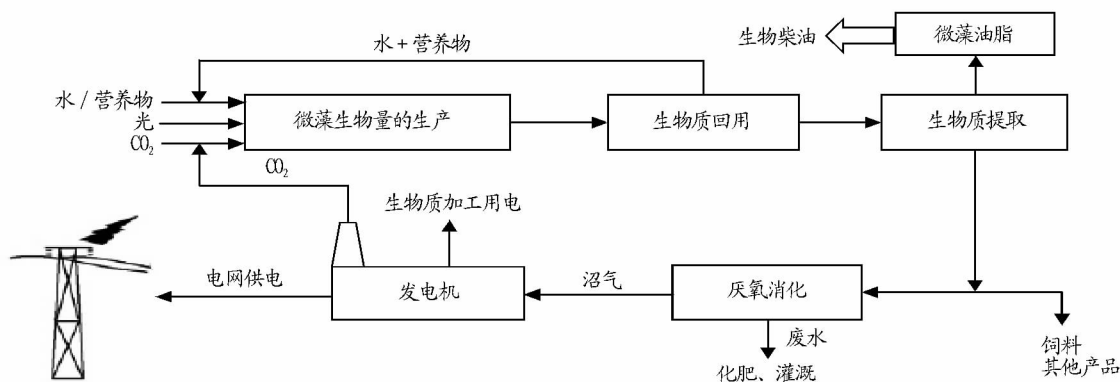 水+营养物
生物柴油
微藻油脂
水/营养物
光
CO₂
微藻生物量的生产
生物质回用
生物质提取
CO₂
生物质加工用电
电网供电
发电机
沼气
厌氧消化
废水
化肥、灌溉
饲料
其他产品